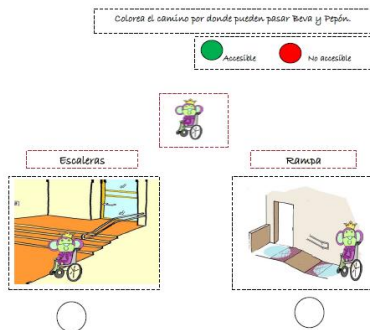 Colorea el camino por donde pueden pasar Beva y Pepón.
Accesible
No accesible
Escaleras
Rampa